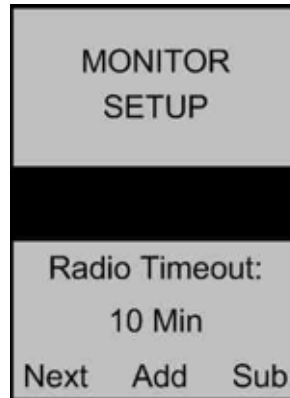 MONITOR
SETUP
Radio Timeout:
10 Min
Next Add Sub